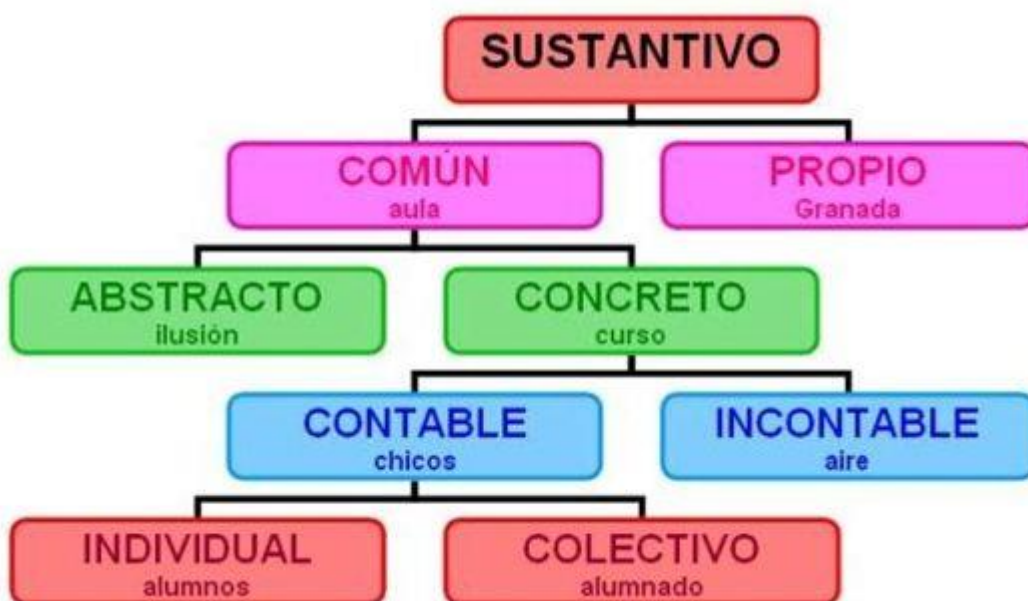 SUSTANTIVO
COMÚN
aula
PROPIO
Granada
ABSTRACTO
ilusión
CONCRETO
curso
CONTABLE
chicos
INCONTABLE
aire
INDIVIDUAL
alumnos
COLECTIVO
alumnado